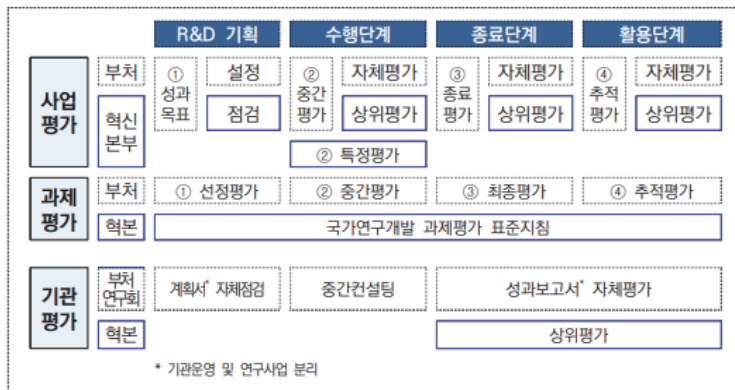 R&D 기획 수행단계 종료단계 활용단계
사업
평가
부처
혁신
본부
①
성과
목표
설정
점검
②
중간
평가
자체평가
상위평가
② 특정평가
③
종료
평가
자체평가
상위평가
④
추적
평가
자체평가
상위평가
과제
평가
부처
① 선정평가 ② 중간평가 ③ 최종평가 ④ 추적평가
혁본
국가연구개발 과제평가 표준지침
기관
평가
부처
연구회
계획서* 자체점검 중간컨설팅 성과보고서* 자체평가
혁본
상위평가
* 기관운영 및 연구사업 분리